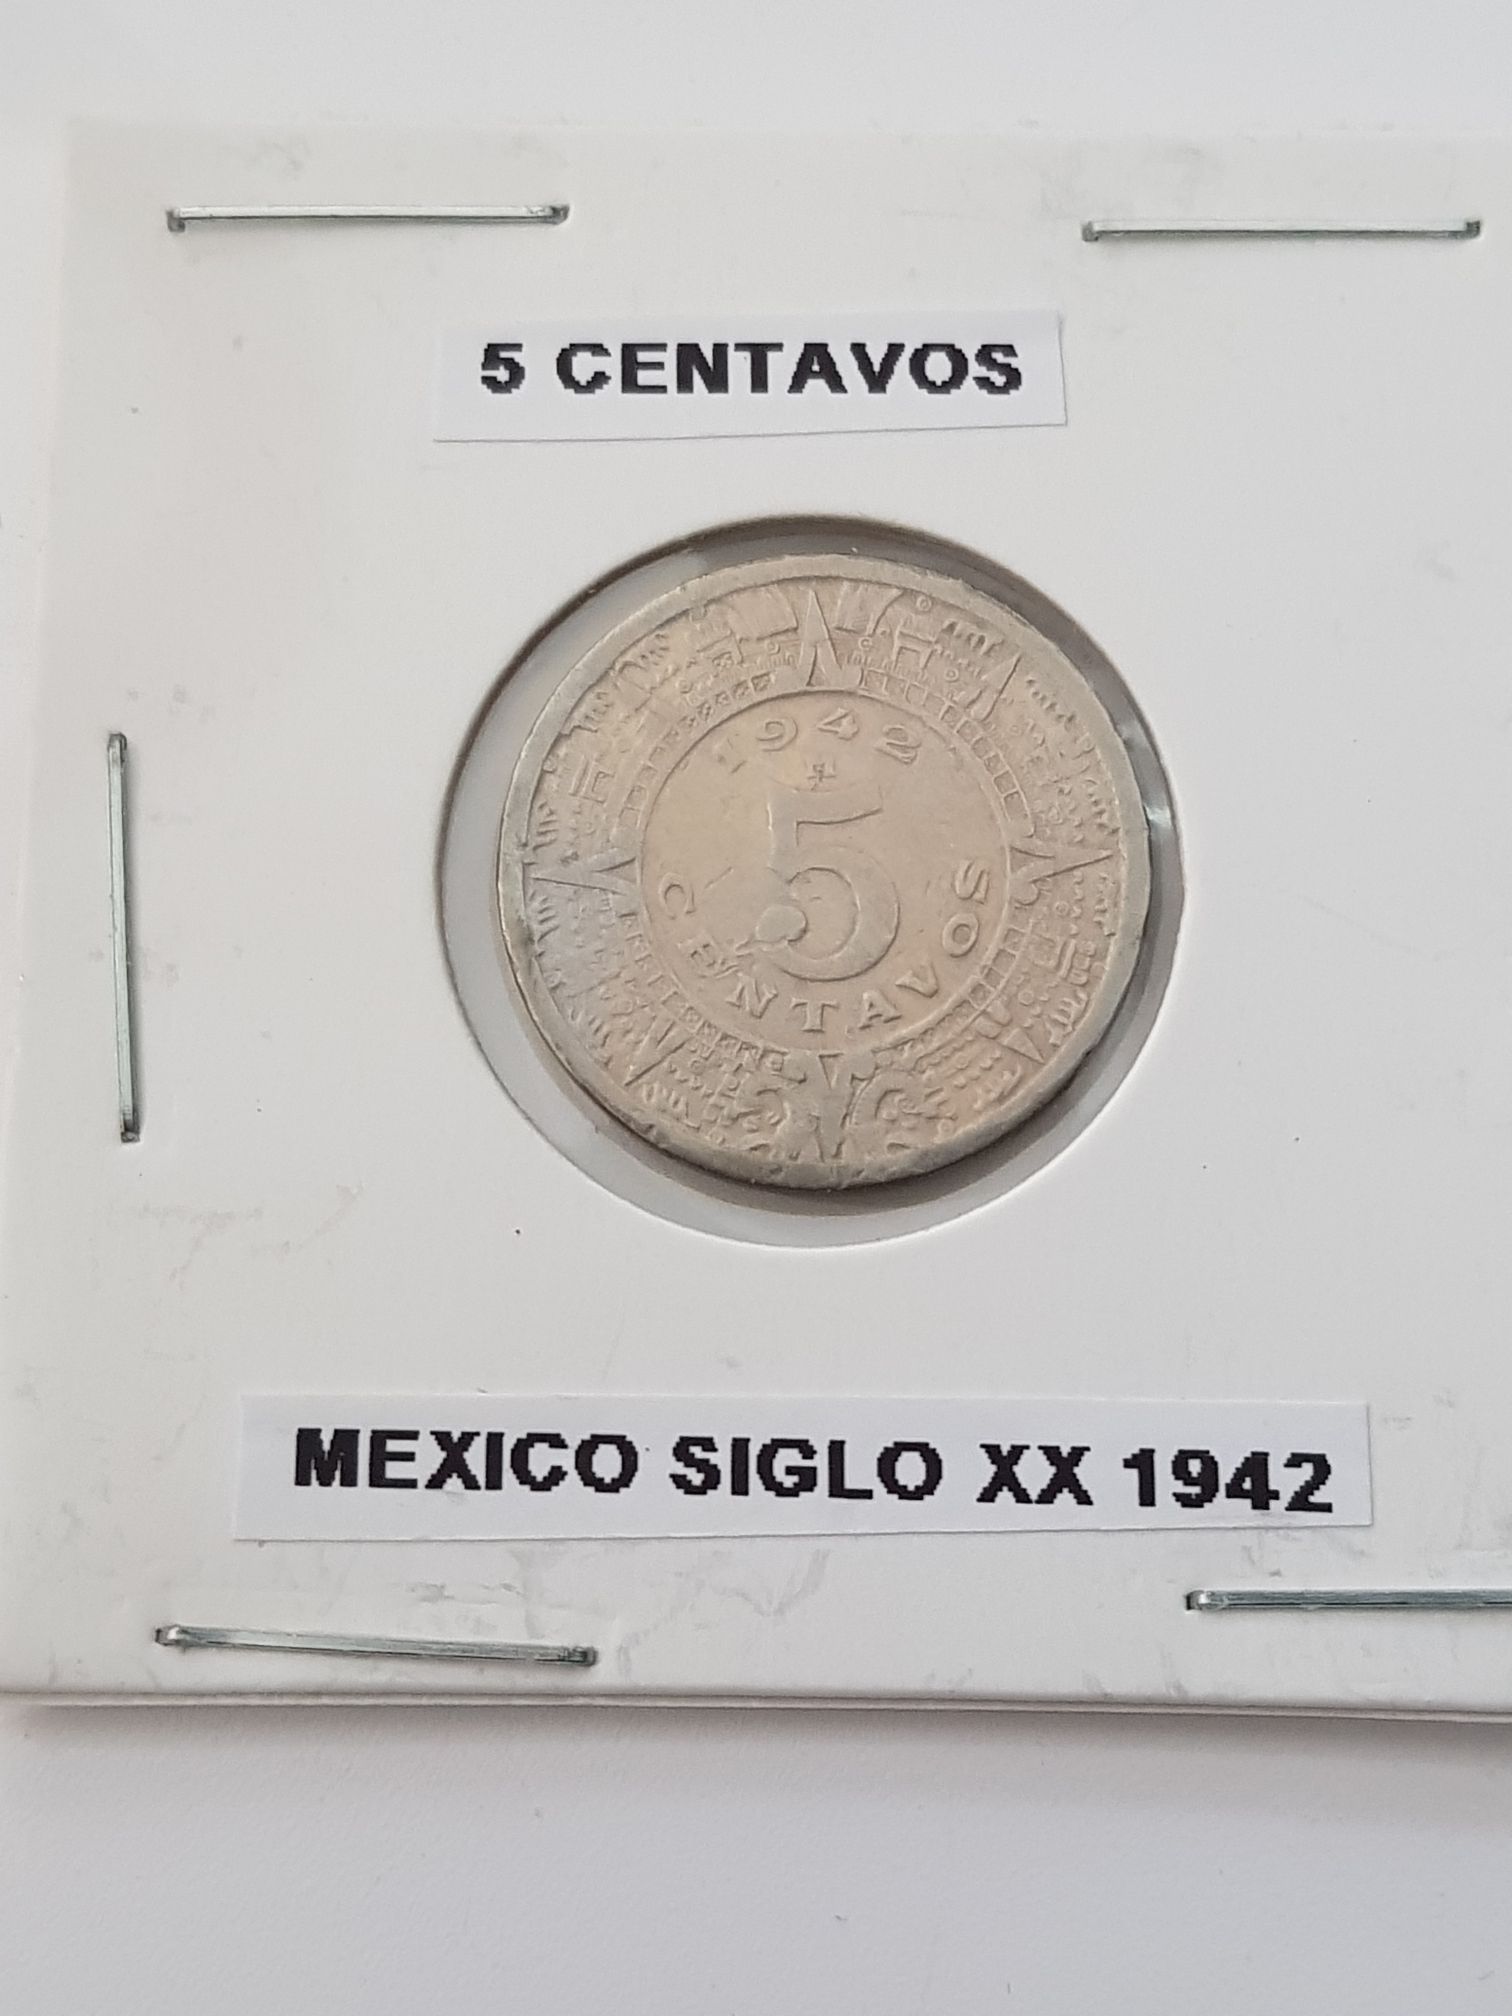 5 CENTAVOS
1942
M
5
CENTAVOS
MEXICO SIGLO XX 1942